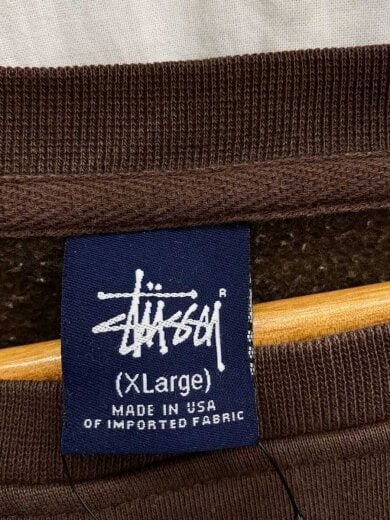 Stüssy ®
(XLarge)
MADE IN USA
OF IMPORTED FABRIC